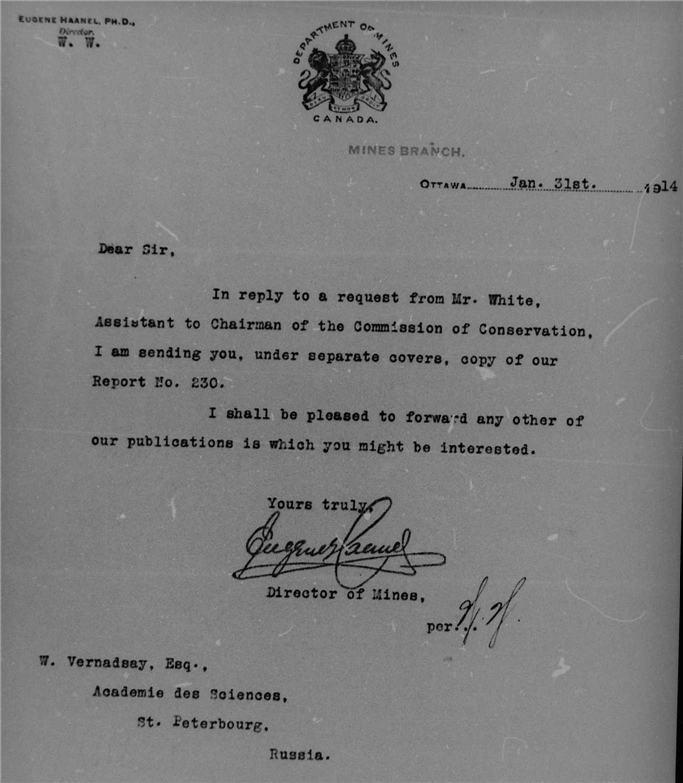 EUGENE HAANEL, PH.D.,
Director.
W. W.
DEPARTMENT OF MINES
CANADA.
MINES BRANCH.
OTTAWA Jan. 31st. 1914
Dear Sir,
In reply to a request from Mr. White,
Assistant to Chairman of the Commission of Conservation,
I am sending you, under separate covers, copy of our
Report No. 230.
I shall be pleased to forward any other of
our publications is which you might be interested.
Yours truly,
Eugene Haanel
Director of Mines,
per.
W. Vernadsay, Esq.,
Academie des Sciences,
St. Peterbourg,
Russia.